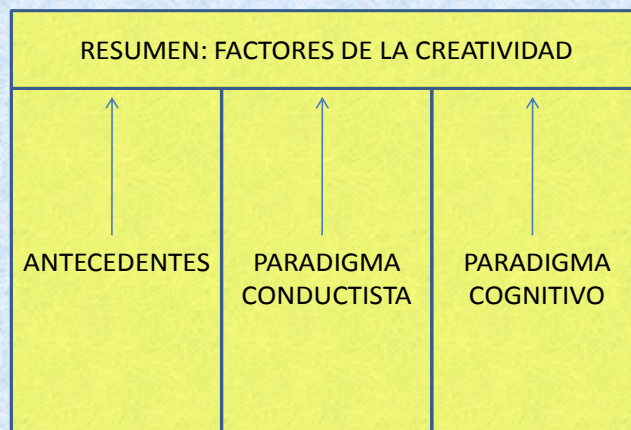 RESUMEN: FACTORES DE LA CREATIVIDAD
ANTECEDENTES
PARADIGMA
CONDUCTISTA
PARADIGMA
COGNITIVO